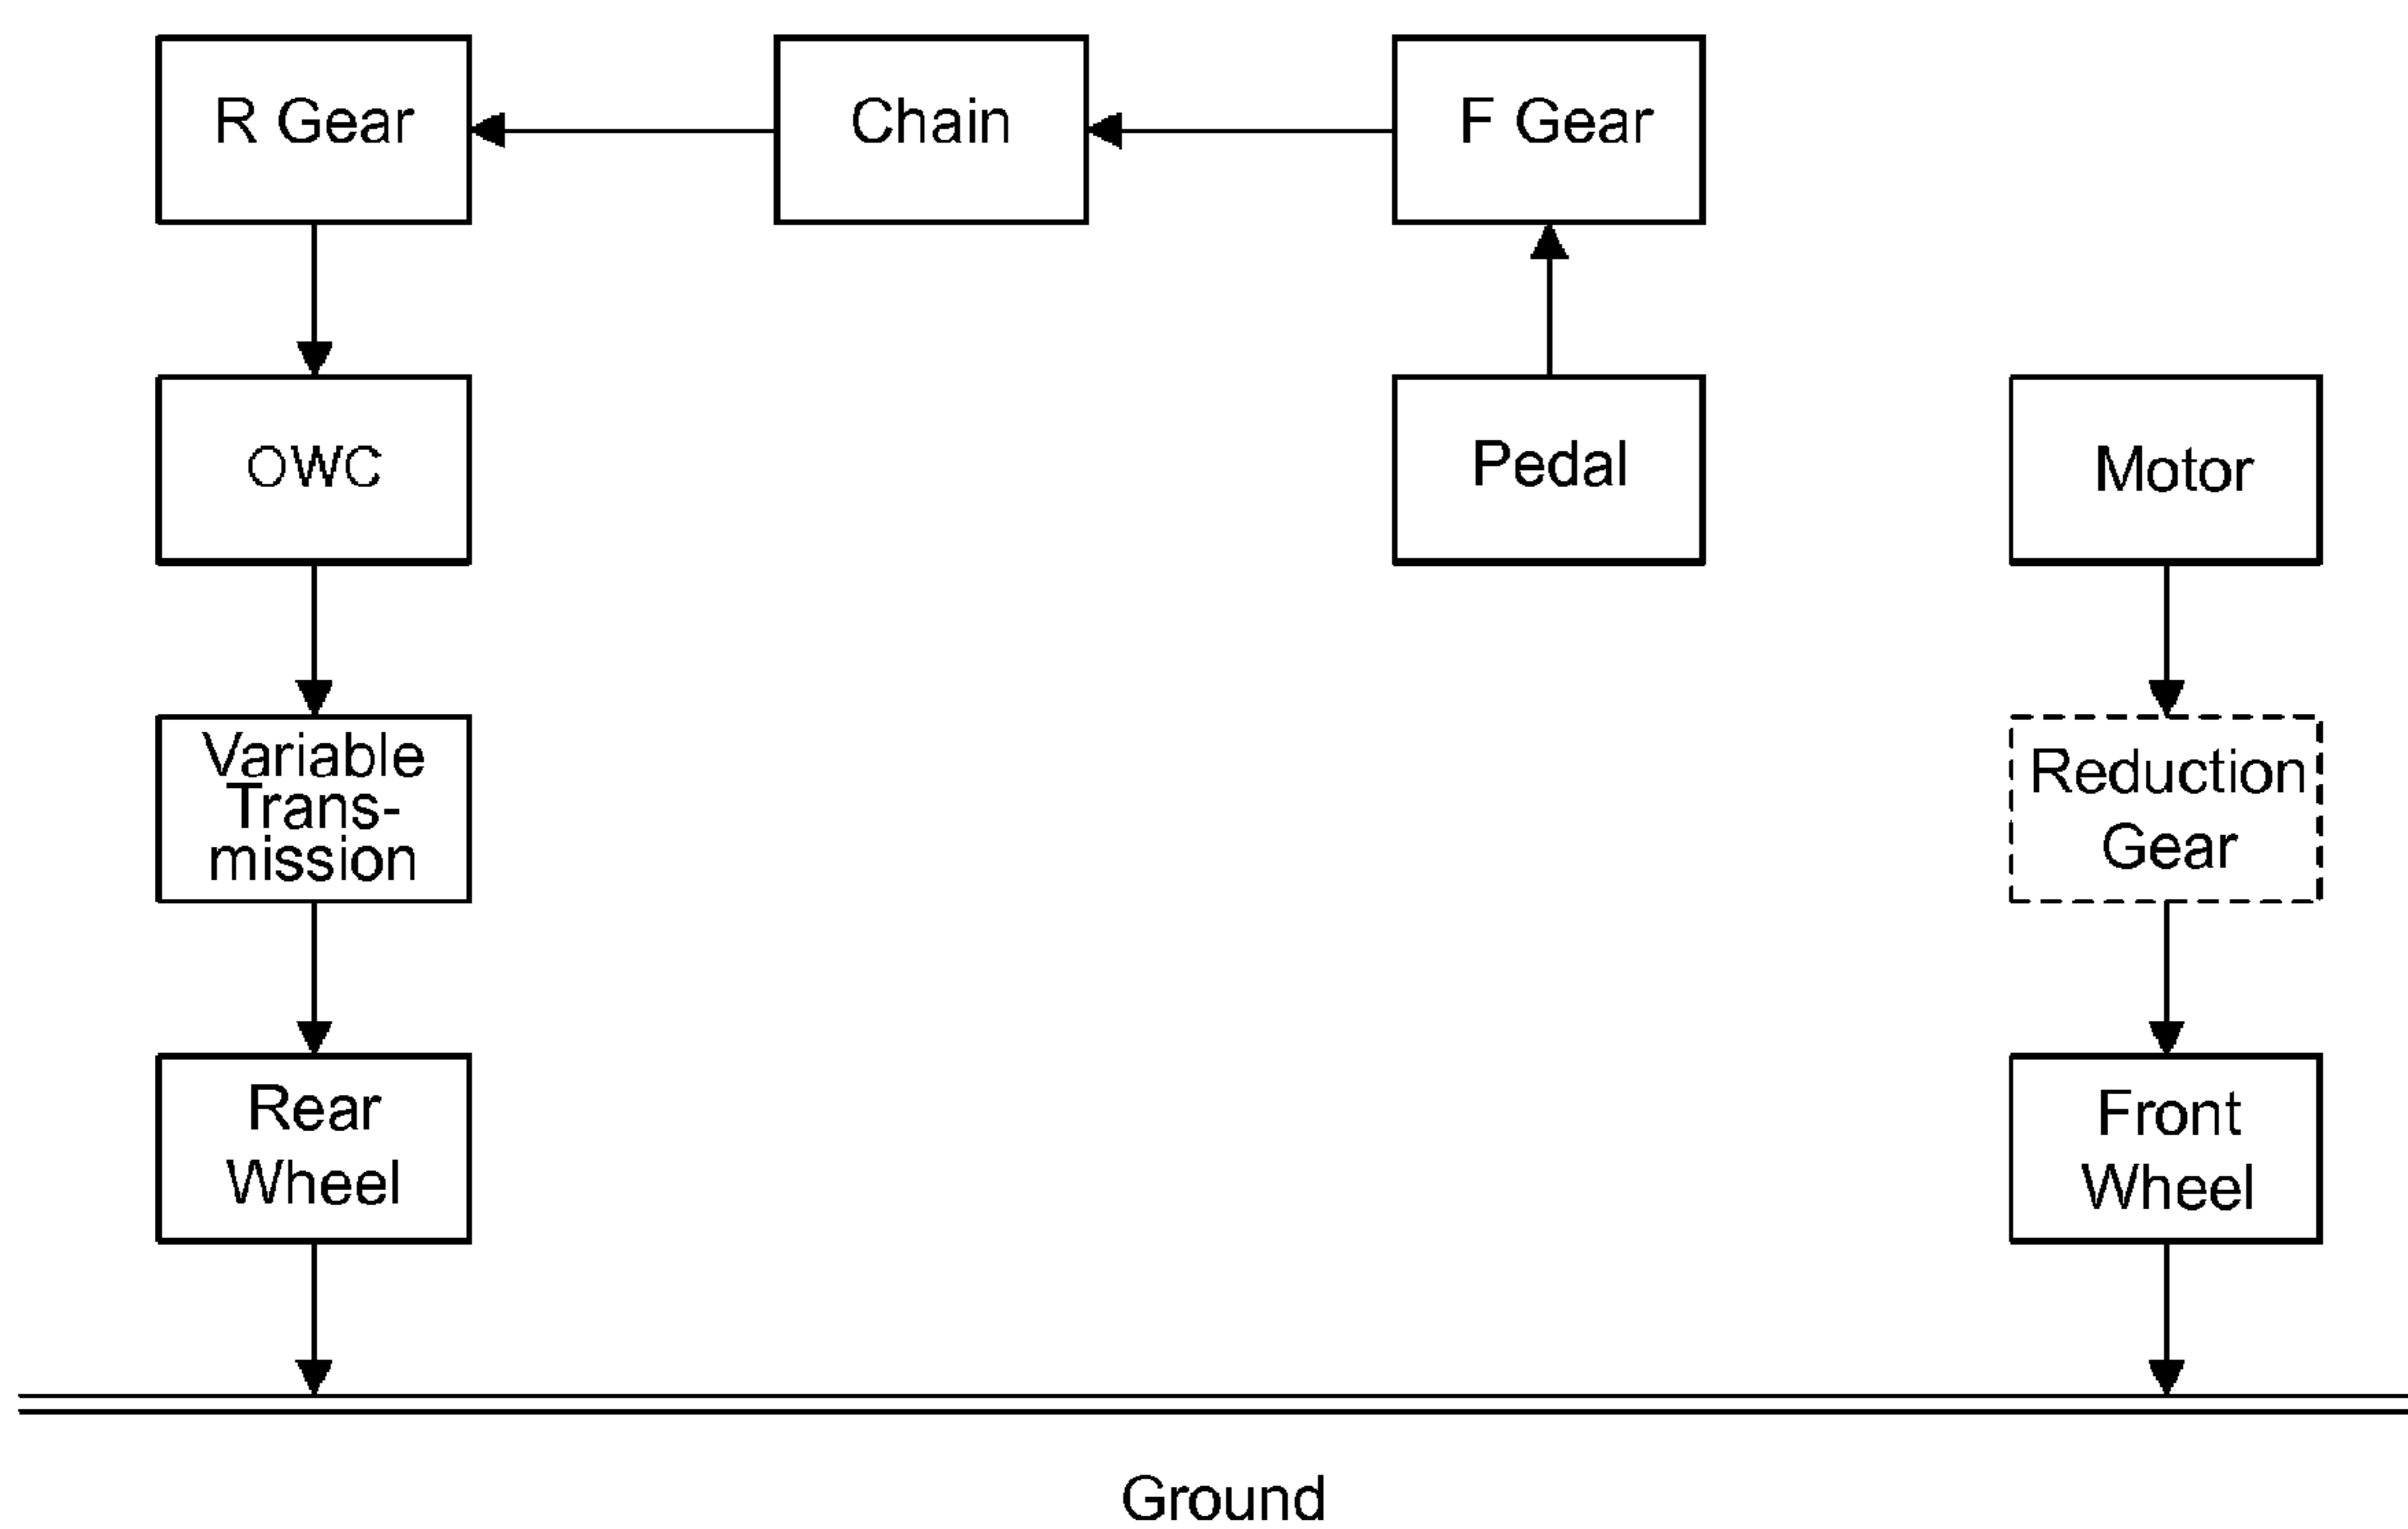 R Gear
Chain
F Gear
OWC
Pedal
Motor
Variable
Trans-
mission
Reduction
Gear
Rear
Wheel
Front
Wheel
Ground